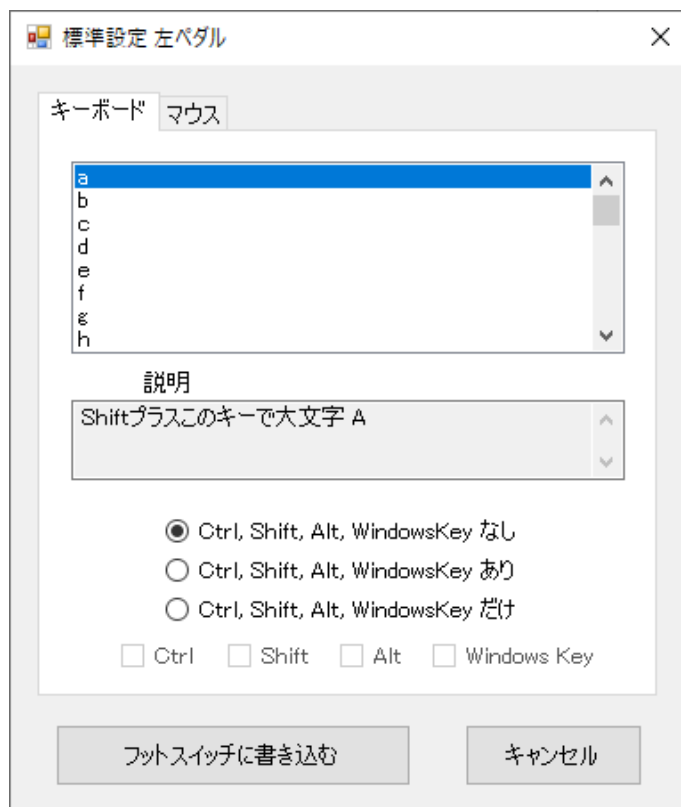 標準設定 左ペダル
キーボード マウス
a
b
c
d
e
f
g
h
説明
Shiftプラスこのキーで大文字 A
Ctrl, Shift, Alt, WindowsKey なし
Ctrl, Shift, Alt, WindowsKey あり
Ctrl, Shift, Alt, WindowsKey だけ
Ctrl Shift Alt Windows Key
フットスイッチに書き込む キャンセル